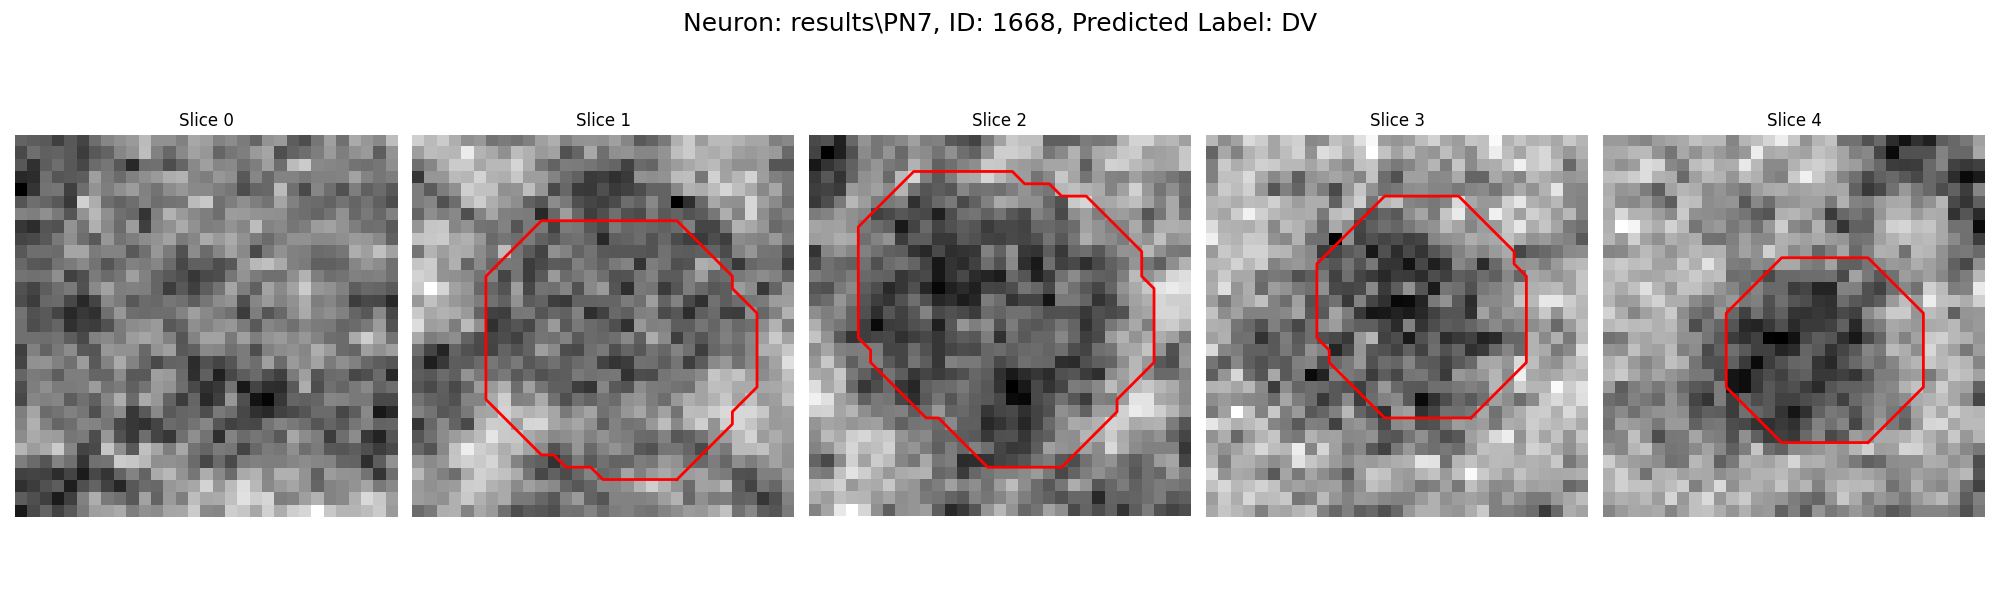 Neuron: results\PN7, ID: 1668, Predicted Label: DV
Slice 0
Slice 1
Slice 2
Slice 3
Slice 4